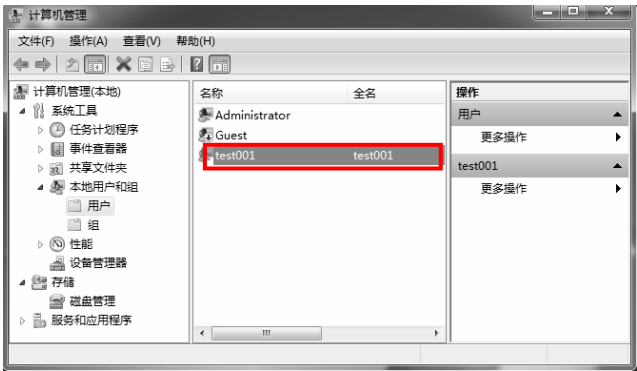 计算机管理
文件(F) 操作(A) 查看(V) 帮助(H)
计算机管理(本地)
系统工具
任务计划程序
事件查看器
共享文件夹
本地用户和组
用户
组
性能
设备管理器
存储
磁盘管理
服务和应用程序
名称 全名
Administrator
Guest
test001 test001
操作
用户
更多操作
test001
更多操作